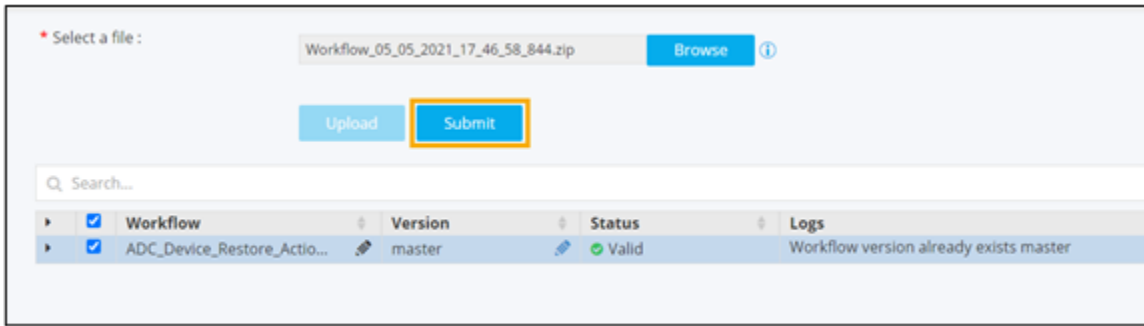 * Select a file :
Workflow_05_05_2021_17_46_58_844.zip Browse
Upload Submit
Search...
Workflow Version Status Logs
ADC_Device_Restore_Actio... master Valid Workflow version already exists master